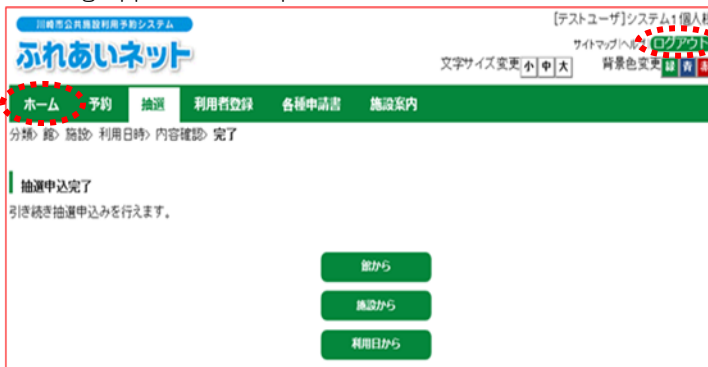 川崎市公共施設利用予約システム
ふれあいネット
[テストユーザ]システム1個人
サイトマップ
ログアウト
文字サイズ変更 小 中 大 背景色変更 緑 青
ホーム 予約 抽選 利用者登録 各種申請書 施設案内
分類> 館> 施設> 利用日時> 内容確認> 完了
抽選申込完了
引き続き抽選申込みを行えます。
館から
施設から
利用日から